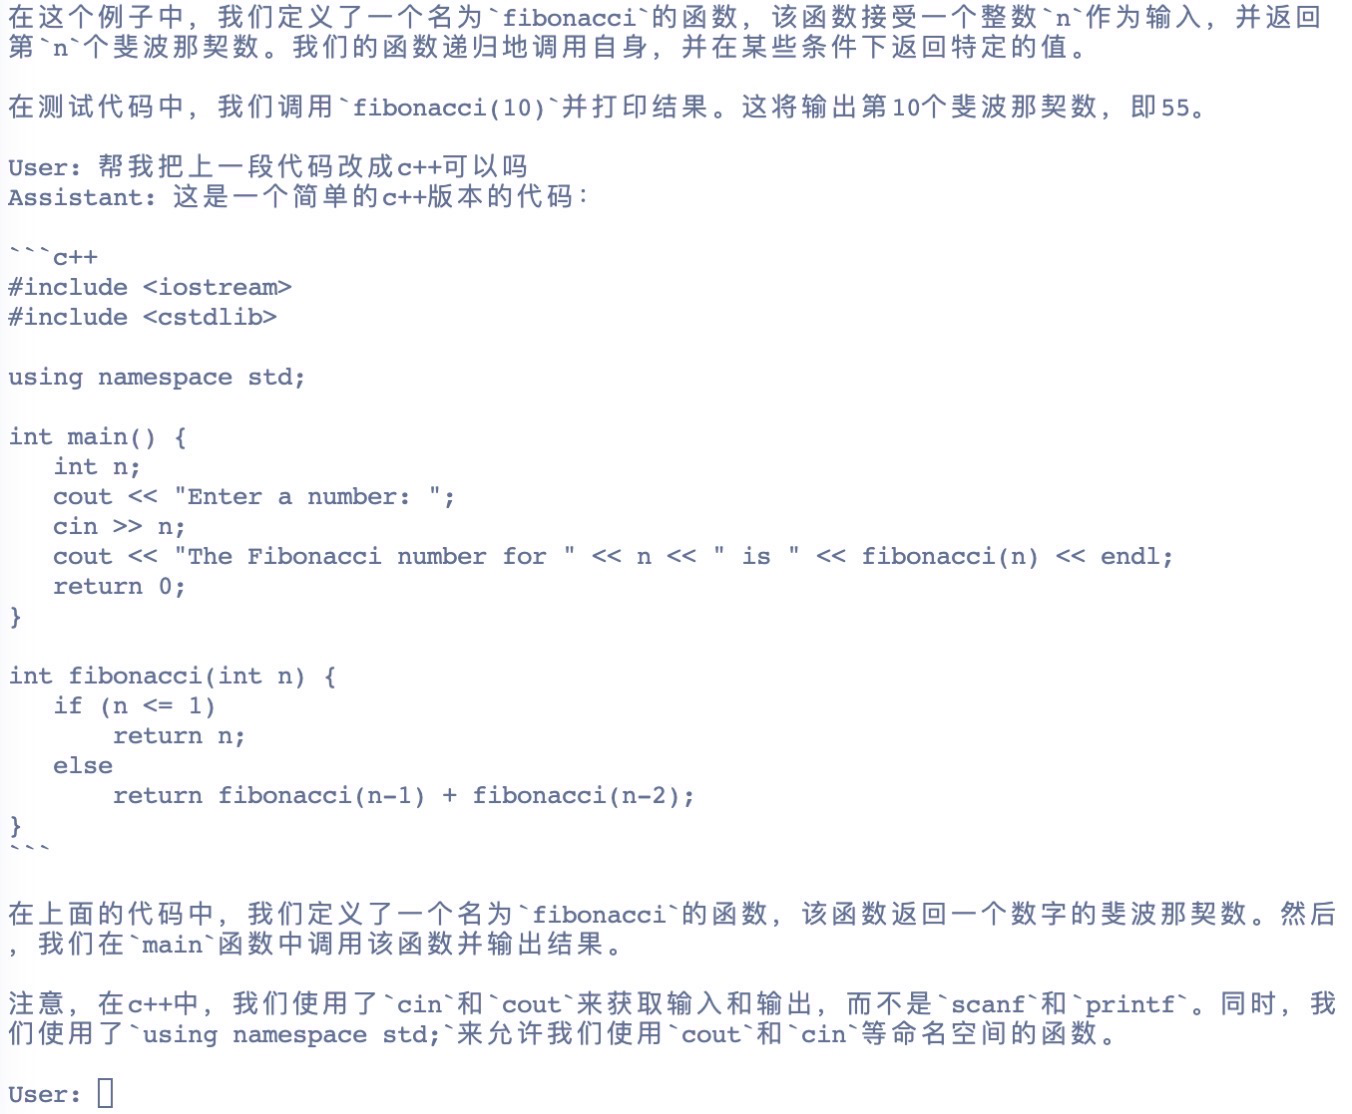 在这个例子中，我们定义了一个名为`fibonacci`的函数，该函数接受一个整数`n`作为输入，并返回
第`n`个斐波那契数。我们的函数递归地调用自身，并在某些条件下返回特定的值。

在测试代码中，我们调用`fibonacci(10)`并打印结果。这将输出第10个斐波那契数，即55。

User: 帮我把上一段代码改成c++可以吗
Assistant: 这是一个简单的c++版本的代码：

```c++
#include <iostream>
#include <cstdlib>

using namespace std;

int main() {
   int n;
   cout << "Enter a number: ";
   cin >> n;
   cout << "The Fibonacci number for " << n << " is " << fibonacci(n) << endl;
   return 0;
}

int fibonacci(int n) {
   if (n <= 1)
       return n;
   else
       return fibonacci(n-1) + fibonacci(n-2);
}
```

在上面的代码中，我们定义了一个名为`fibonacci`的函数，该函数返回一个数字的斐波那契数。然后
，我们在`main`函数中调用该函数并输出结果。

注意，在c++中，我们使用了`cin`和`cout`来获取输入和输出，而不是`scanf`和`printf`。同时，我
们使用了`using namespace std;`来允许我们使用`cout`和`cin`等命名空间的函数。

User: